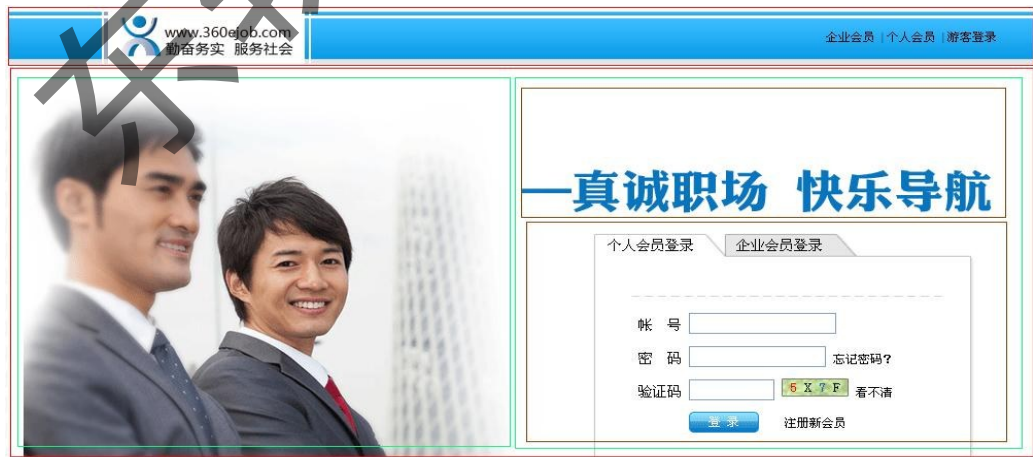 www.360ejob.com
勤奋务实 服务社会
企业会员 | 个人会员 | 游客登录
—真诚职场 快乐导航
个人会员登录 企业会员登录
帐 号
密 码 忘记密码?
验证码 5 X 7 F 看不清
登 录 注册新会员